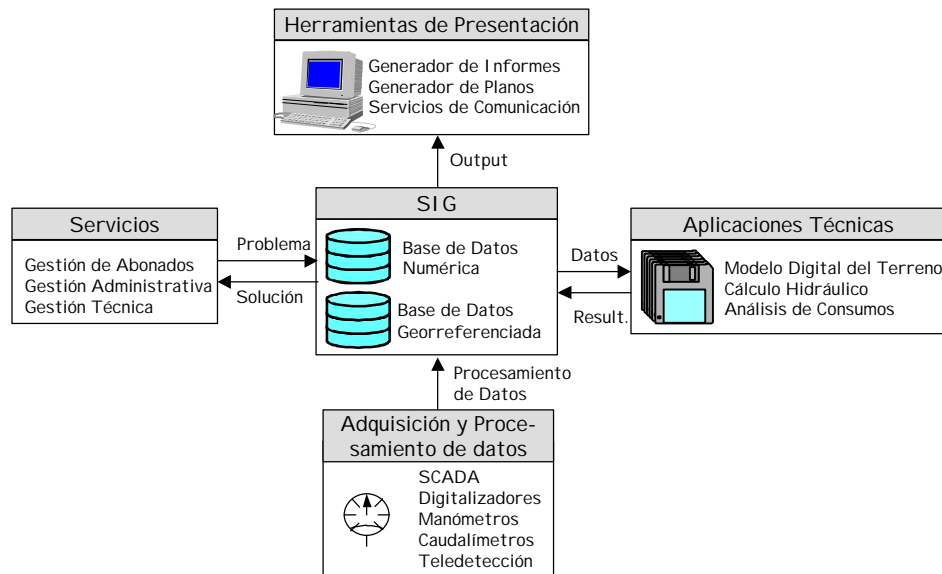 Herramientas de Presentación
Generador de Informes
Generador de Planos
Servicios de Comunicación
Output
SIG
Base de Datos
Numérica
Base de Datos
Georreferenciada
Servicios
Gestión de Abonados
Gestión Administrativa
Gestión Técnica
Problema
Solución
Datos
Result.
Aplicaciones Técnicas
Modelo Digital del Terreno
Cálculo Hidráulico
Análisis de Consumos
Procesamiento
de Datos
Adquisición y Proce-
samiento de datos
SCADA
Digitalizadores
Manómetros
Caudalímetros
Teledetección